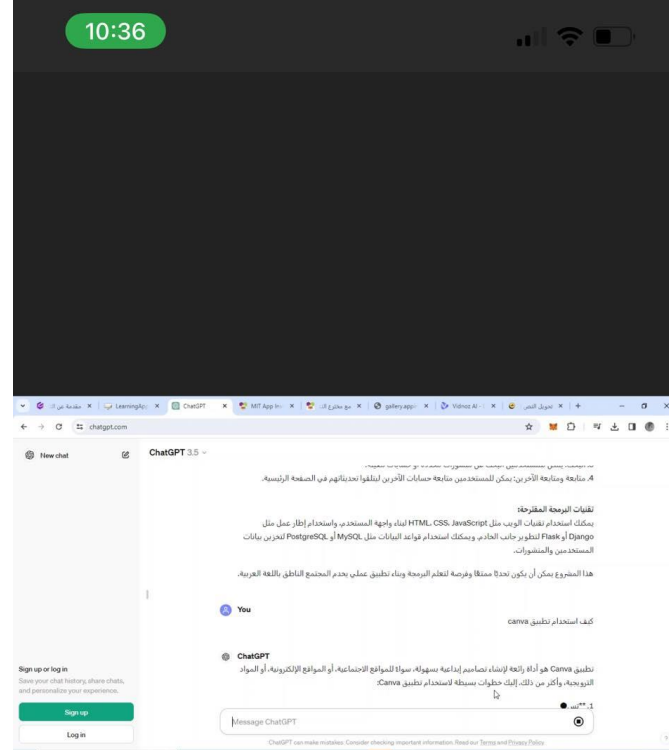 10:36
LearningAp
ChatGPT
MIT App In
gallery.app
Vidnoz AI -
chatgpt.com
New chat
ChatGPT 3.5
4. متابعة ومتابعة الآخرين: يمكن للمستخدمين متابعة حسابات الآخرين ليتلقوا تحديثاتهم في الصفحة الرئيسية.
تقنيات البرمجة المقترحة:
يمكنك استخدام تقنيات الويب مثل HTML، CSS، JavaScript لبناء واجهة المستخدم، واستخدام إطار عمل مثل
Django أو Flask لتطوير جانب الخادم. ويمكنك استخدام قواعد البيانات مثل MySQL أو PostgreSQL لتخزين بيانات
المستخدمين والمنشورات.
هذا المشروع يمكن أن يكون تحديًا ممتعًا وفرصة لتعلم البرمجة وبناء تطبيق عملي يخدم المجتمع الناطق باللغة العربية.
You
كيف استخدام تطبيق canva
ChatGPT
تطبيق Canva هو أداة رائعة لإنشاء تصاميم إبداعية بسهولة، سواءً للمواقع الاجتماعية، أو المواقع الإلكترونية، أو المواد
الترويجية، وأكثر من ذلك. إليك خطوات بسيطة لاستخدام تطبيق Canva:
Sign up or log in
Save your chat history, share chats,
and personalize your experience.
Sign up
Log in
Message ChatGPT
ChatGPT can make mistakes. Consider checking important information. Read our Terms and Privacy Policy.